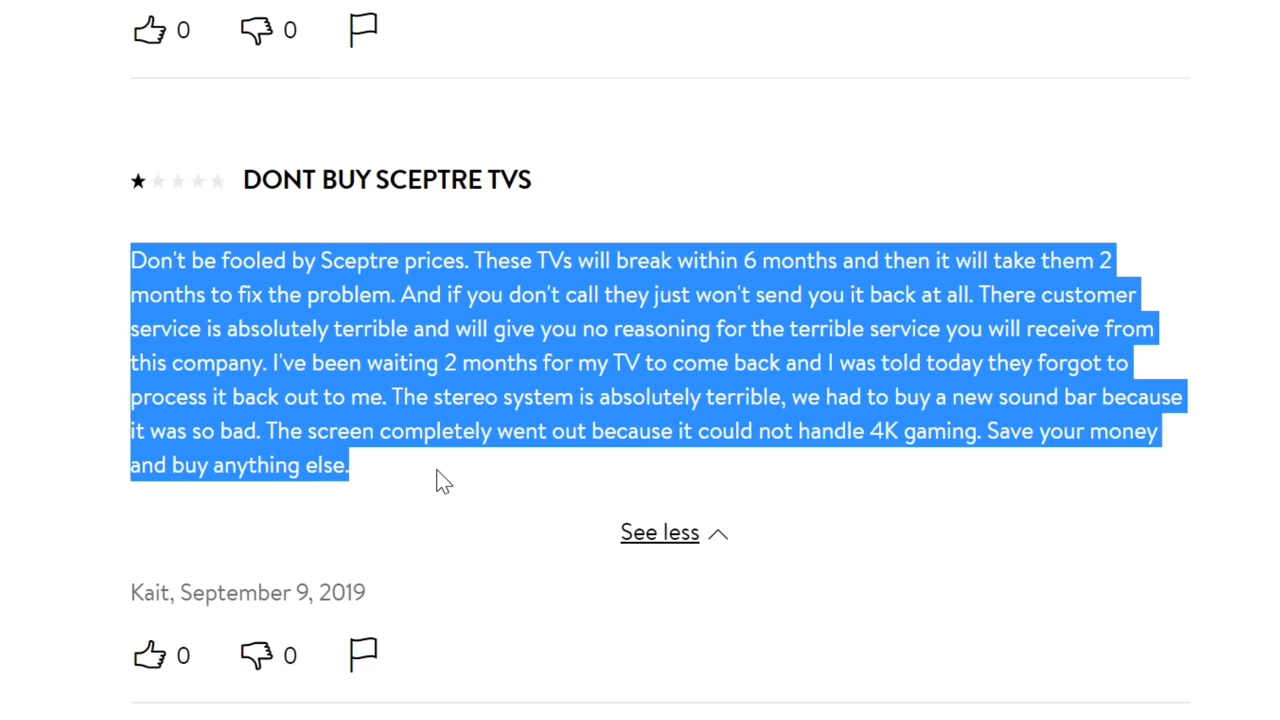 0 0
DONT BUY SCEPTRE TVS
Don't be fooled by Sceptre prices. These TVs will break within 6 months and then it will take them 2
months to fix the problem. And if you don't call they just won't send you it back at all. There customer
service is absolutely terrible and will give you no reasoning for the terrible service you will receive from
this company. I've been waiting 2 months for my TV to come back and I was told today they forgot to
process it back out to me. The stereo system is absolutely terrible, we had to buy a new sound bar because
it was so bad. The screen completely went out because it could not handle 4K gaming. Save your money
and buy anything else.
See less
Kait, September 9, 2019
0 0